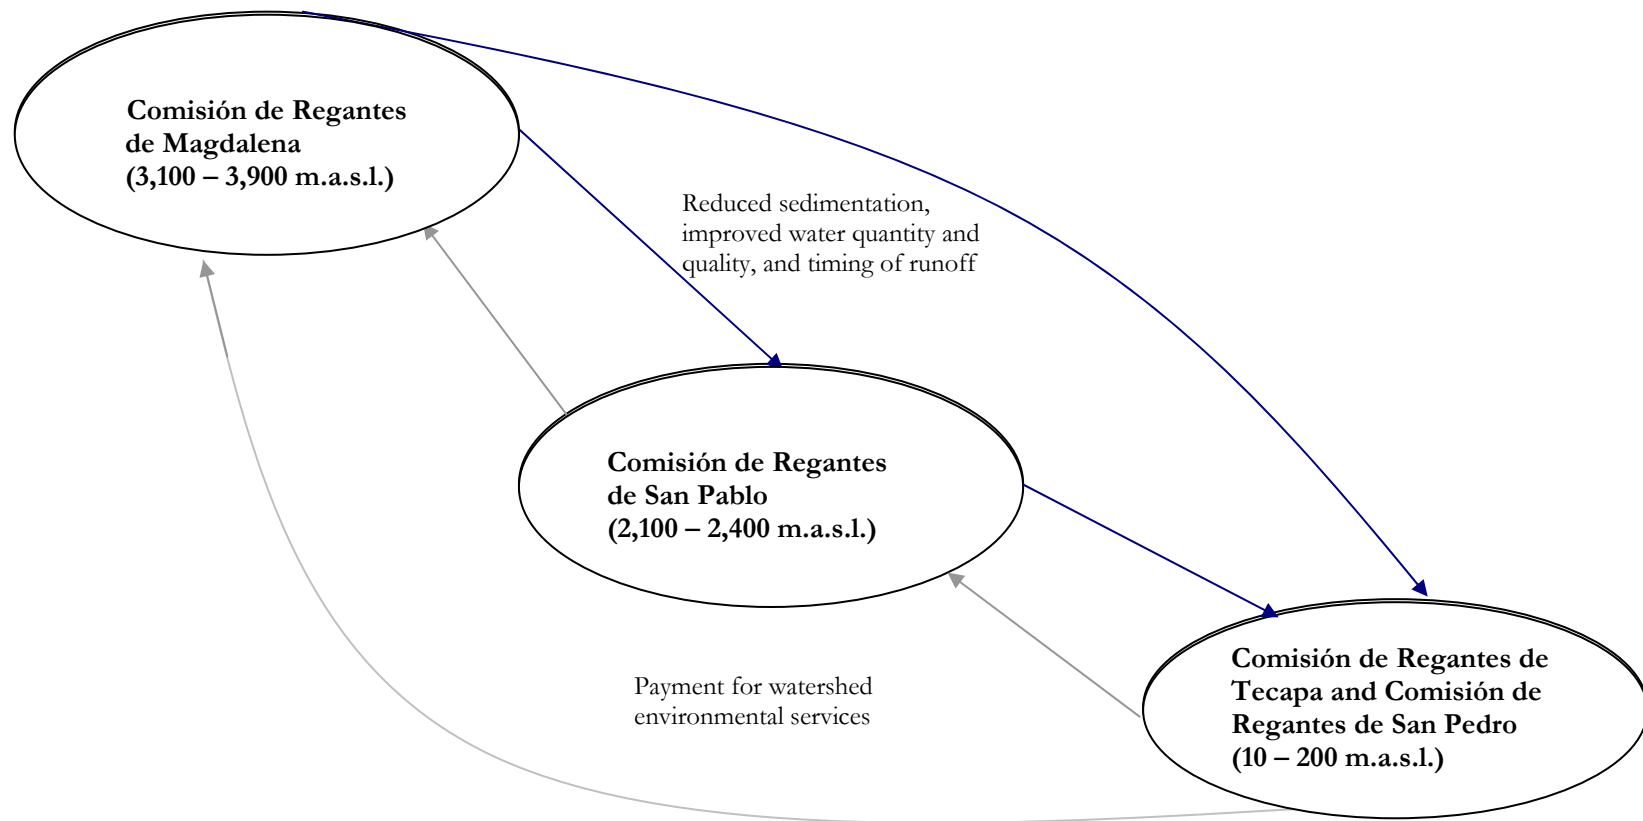 Comisión de Regantes
de Magdalena
(3,100 – 3,900 m.a.s.l.)
Reduced sedimentation,
improved water quantity and
quality, and timing of runoff
Comisión de Regantes
de San Pablo
(2,100 – 2,400 m.a.s.l.)
Payment for watershed
environmental services
Comisión de Regantes de
Tecapa and Comisión de
Regantes de San Pedro
(10 – 200 m.a.s.l.)